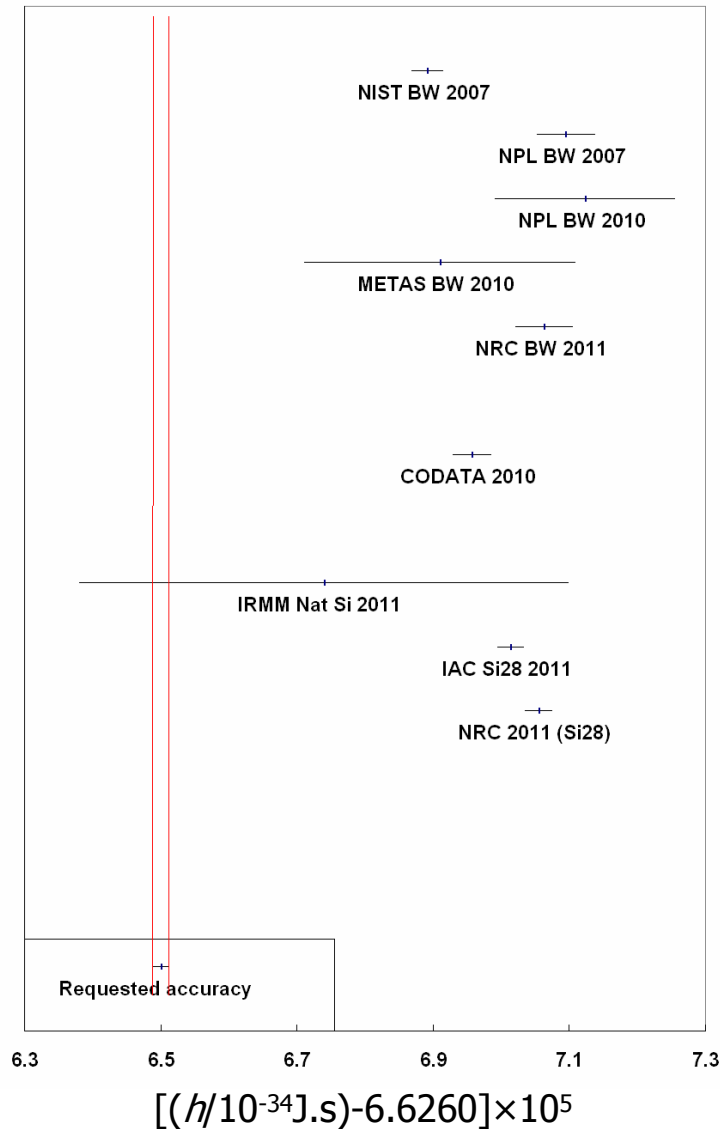 NIST BW 2007
NPL BW 2007
NPL BW 2010
METAS BW 2010
NRC BW 2011
CODATA 2010
IRMM Nat Si 2011
IAC Si28 2011
NRC 2011 (Si28)
Requested accuracy
6.3 6.5 6.7 6.9 7.1 7.3
[(h/10⁻³⁴J.s)-6.6260]×10⁵